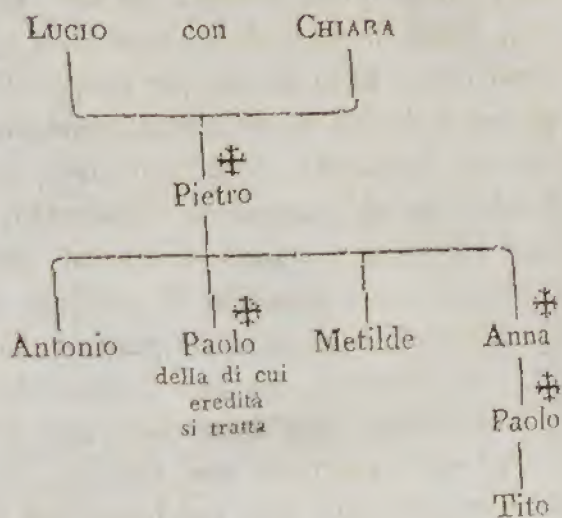 LUCIO con CHIARA
Pietro
Antonio Paolo Metilde Anna
della di cui
eredità
si tratta
Paolo
Tito